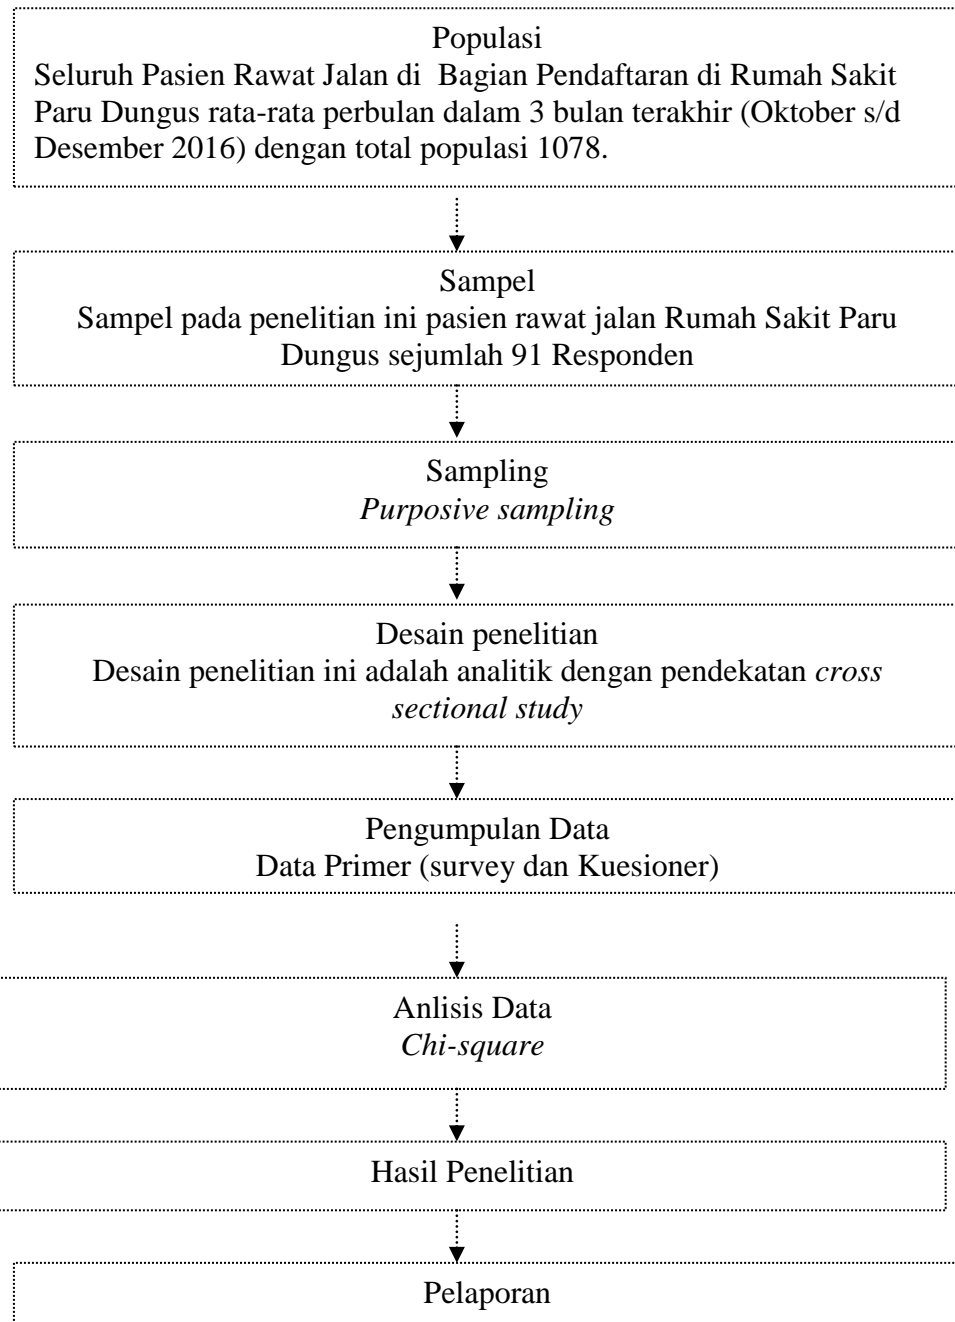 Populasi
Seluruh Pasien Rawat Jalan di Bagian Pendaftaran di Rumah Sakit
Paru Dungus rata-rata perbulan dalam 3 bulan terakhir (Oktober s/d
Desember 2016) dengan total populasi 1078.
Sampel
Sampel pada penelitian ini pasien rawat jalan Rumah Sakit Paru
Dungus sejumlah 91 Responden
Sampling
Purposive sampling
Desain penelitian
Desain penelitian ini adalah analitik dengan pendekatan cross
sectional study
Pengumpulan Data
Data Primer (survey dan Kuesioner)
Anlisis Data
Chi-square
Hasil Penelitian
Pelaporan